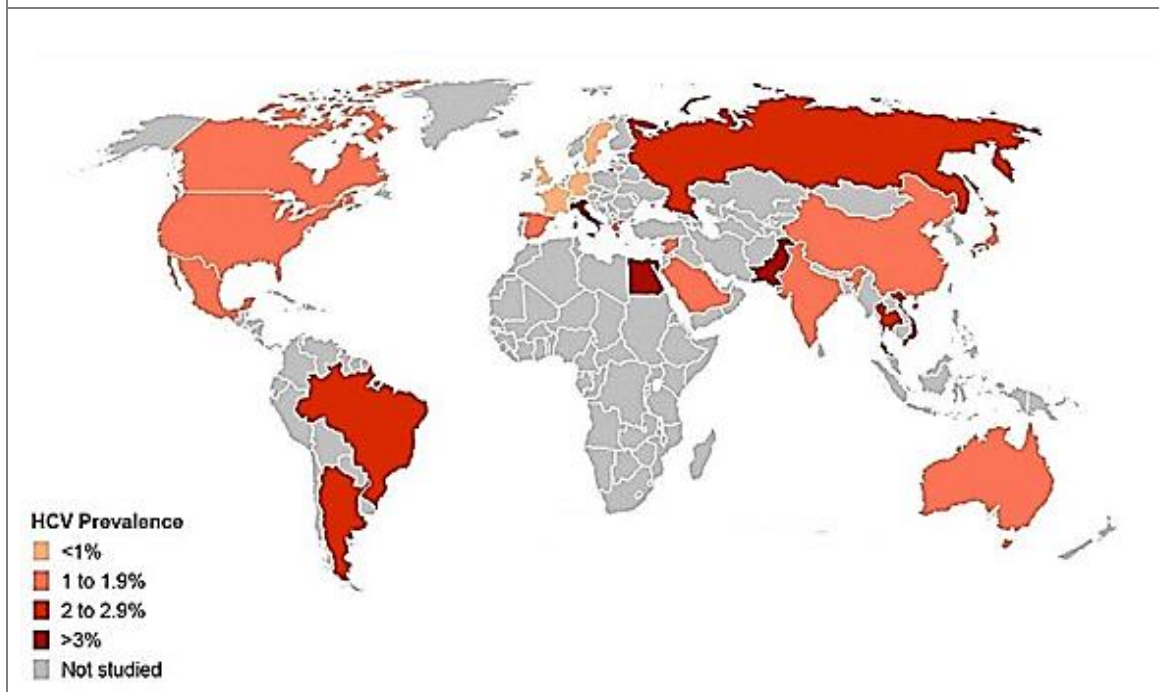 HCV Prevalence
<1%
1 to 1.9%
2 to 2.9%
>3%
Not studied